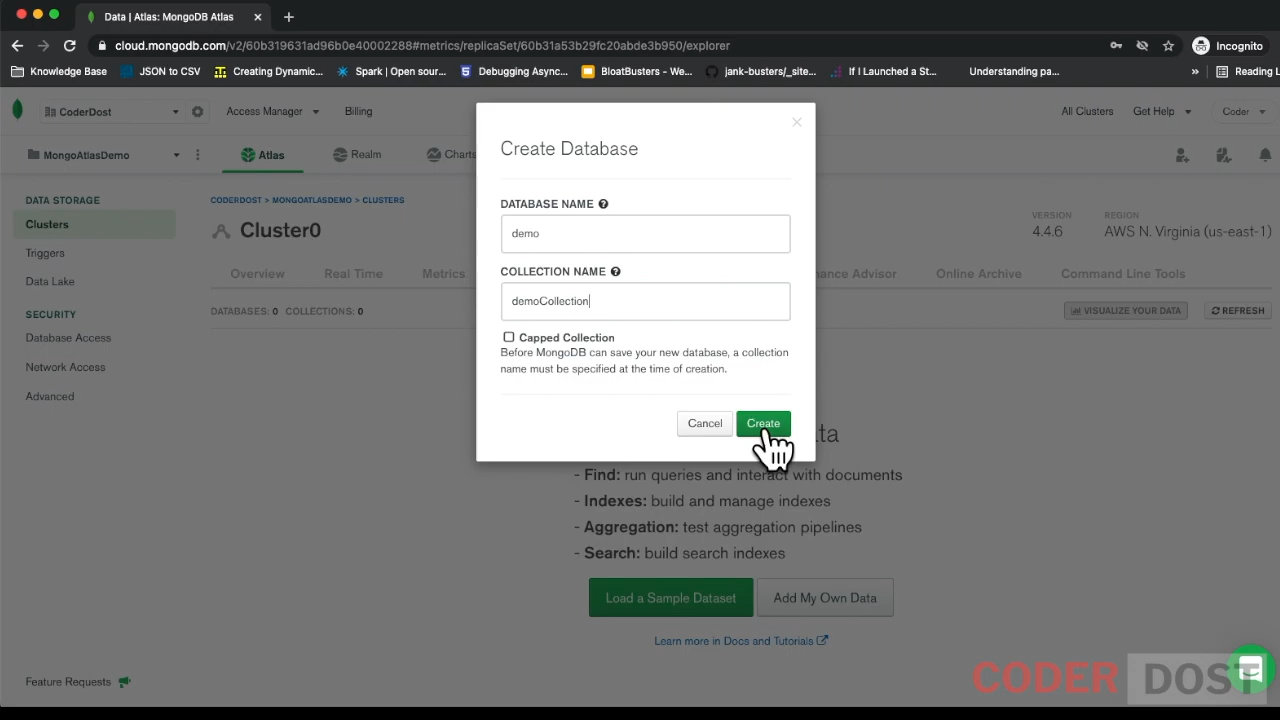 Data | Atlas: MongoDB Atlas
cloud.mongodb.com/v2/60b319631ad96b0e40002288#metrics/replicaSet/60b31a53b29fc20abde3b950/explorer
Incognito
Knowledge Base
JSON to CSV
Creating Dynamic...
Spark | Open sour...
Debugging Async...
BloatBusters - We...
jank-busters/_site...
If I Launched a St...
Understanding pa...
»
Reading L
CoderDost
Access Manager
Billing
All Clusters
Get Help
Coder
MongoAtlasDemo
Atlas
Realm
Charts
DATA STORAGE
Clusters
Triggers
Data Lake
SECURITY
Database Access
Network Access
Advanced
Feature Requests
CODERDOST > MONGOATLASDEMO > CLUSTERS
Cluster0
VERSION
4.4.6
REGION
AWS N. Virginia (us-east-1)
Overview
Real Time
Metrics
mance Advisor
Online Archive
Command Line Tools
DATABASES: 0 COLLECTIONS: 0
VISUALIZE YOUR DATA
REFRESH
Create Database
DATABASE NAME
demo
COLLECTION NAME
demoCollection
Capped Collection
Before MongoDB can save your new database, a collection
name must be specified at the time of creation.
Cancel
Create
- Find: run queries and interact with documents
- Indexes: build and manage indexes
- Aggregation: test aggregation pipelines
- Search: build search indexes
Load a Sample Dataset
Add My Own Data
Learn more in Docs and Tutorials
CODER DOST